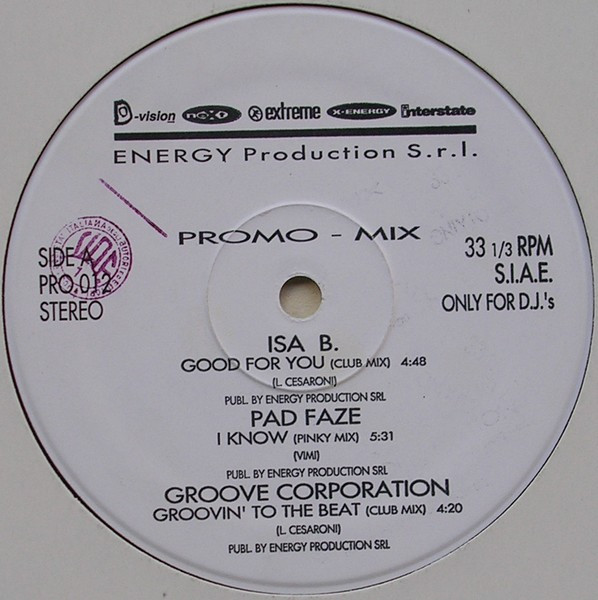 D-vision next extreme X-ENERGY interstate
ENERGY Production S.r.l.
PROMO - MIX
SIDE A
PRO.012
STEREO
33 1/3 RPM
S.I.A.E.
ONLY FOR D.J.'s
ISA B.
GOOD FOR YOU (CLUB MIX) 4:48
(L. CESARONI)
PUBL. BY ENERGY PRODUCTION SRL
PAD FAZE
I KNOW (PINKY MIX) 5:31
(VIMI)
PUBL. BY ENERGY PRODUCTION SRL
GROOVE CORPORATION
GROOVIN' TO THE BEAT (CLUB MIX) 4:20
(L CESARONI)
PUBL. BY ENERGY PRODUCTION SRL